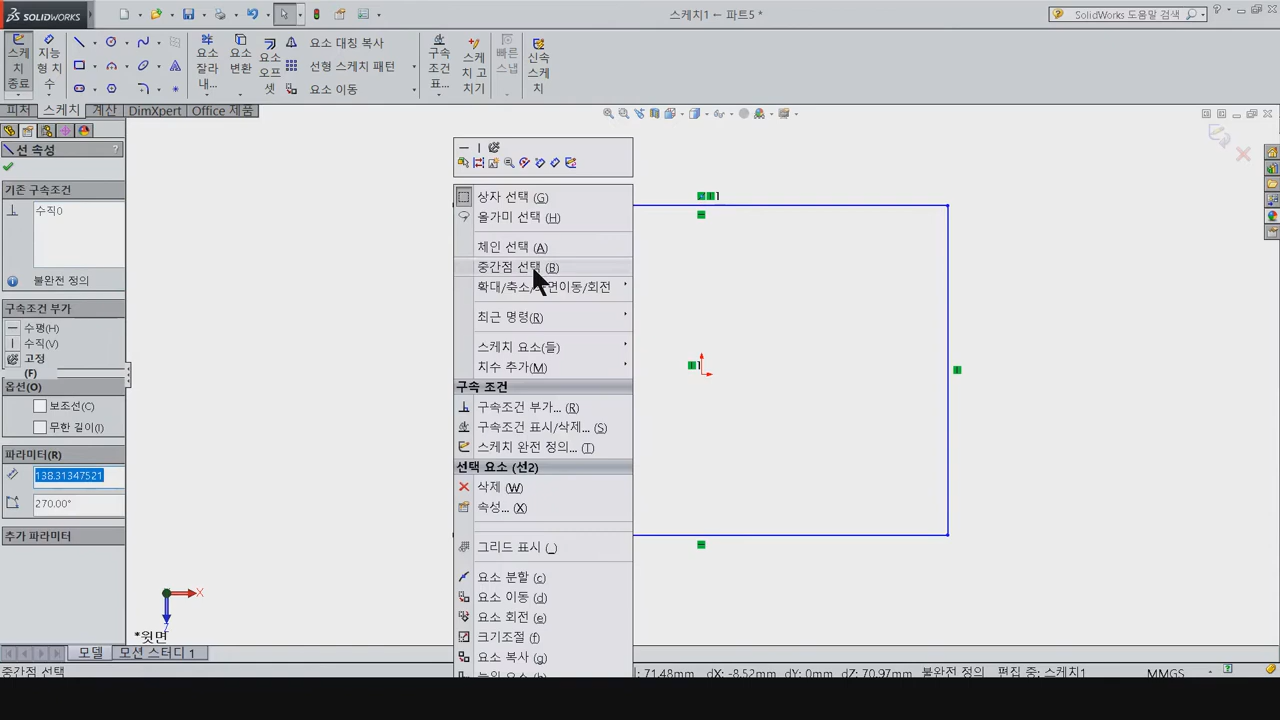 SOLIDWORKS
스케치1 ← 파트5 *
SolidWorks 도움말 검색
스케치 종료
지능형 치수
요소 잘라내...
요소 변환
요소 오프셋
요소 대칭 복사
선형 스케치 패턴
요소 이동
구속 조건 표...
스케치 고치기
빠른 스냅
신속 스케치
피처
스케치
계산
DimXpert
Office 제품
선 속성
?
기존 구속조건
수직0
불완전 정의
구속조건 부가
수평(H)
수직(V)
고정
(F)
옵션(O)
보조선(C)
무한 길이(I)
파라미터(R)
138.31347521
270.00°
추가 파라미터
상자 선택 (G)
올가미 선택 (H)
체인 선택 (A)
중간점 선택 (B)
확대/축소/화면이동/회전
최근 명령(R)
스케치 요소(들)
치수 추가(M)
구속 조건
구속조건 부가... (R)
구속조건 표시/삭제... (S)
스케치 완전 정의... (T)
선택 요소 (선2)
삭제 (W)
속성... (X)
그리드 표시 (_)
요소 분할 (c)
요소 이동 (d)
요소 회전 (e)
크기조절 (f)
요소 복사 (g)
1
1
X
*윗면
모델
모션 스터디 1
중간점 선택
: 71.48mm
dX: -8.52mm
dY: 0mm
dZ: 70.97mm
불완전 정의
편집 중: 스케치1
MMGS